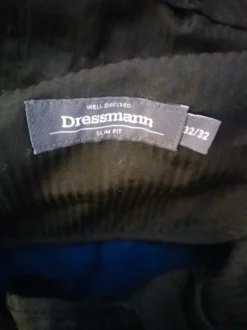 WELL DRESSED
Dressmann
SLIM FIT
32/32